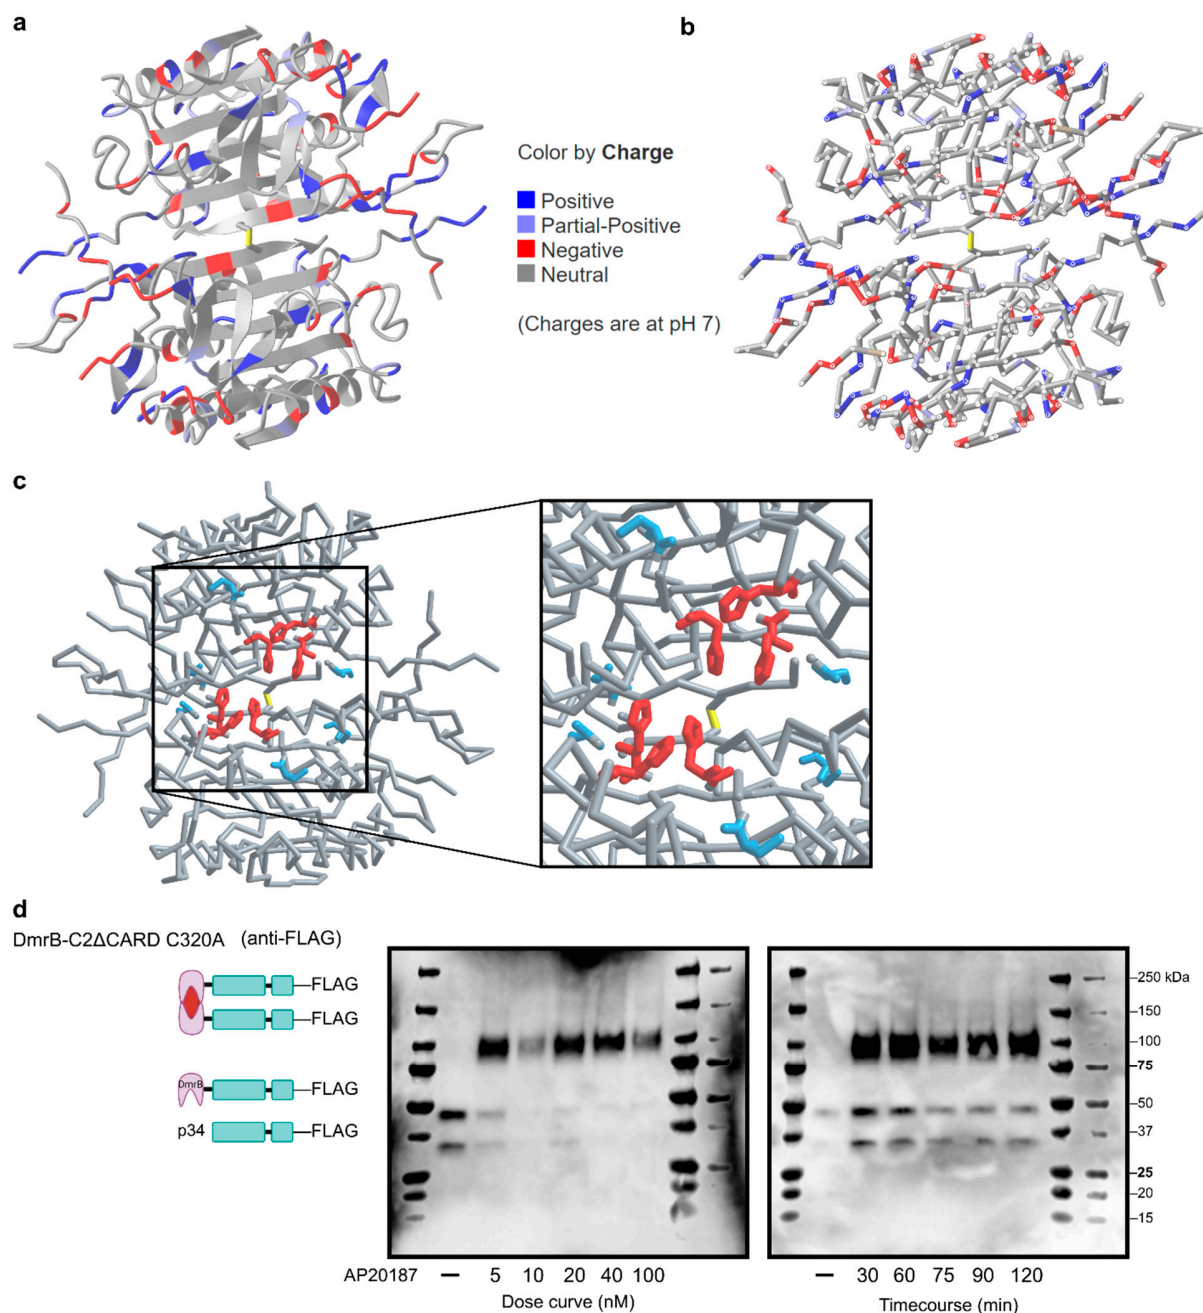 a
b
Color by Charge
Positive
Partial-Positive
Negative
Neutral
(Charges are at pH 7)
c
d
DmrB-C2ΔCARD C320A (anti-FLAG)
FLAG
FLAG
DmrB
FLAG
p34
FLAG
250 kDa
150
100
75
50
37
25
20
15
AP20187 — 5 10 20 40 100
— 30 60 75 90 120
Dose curve (nM)
Timecourse (min)